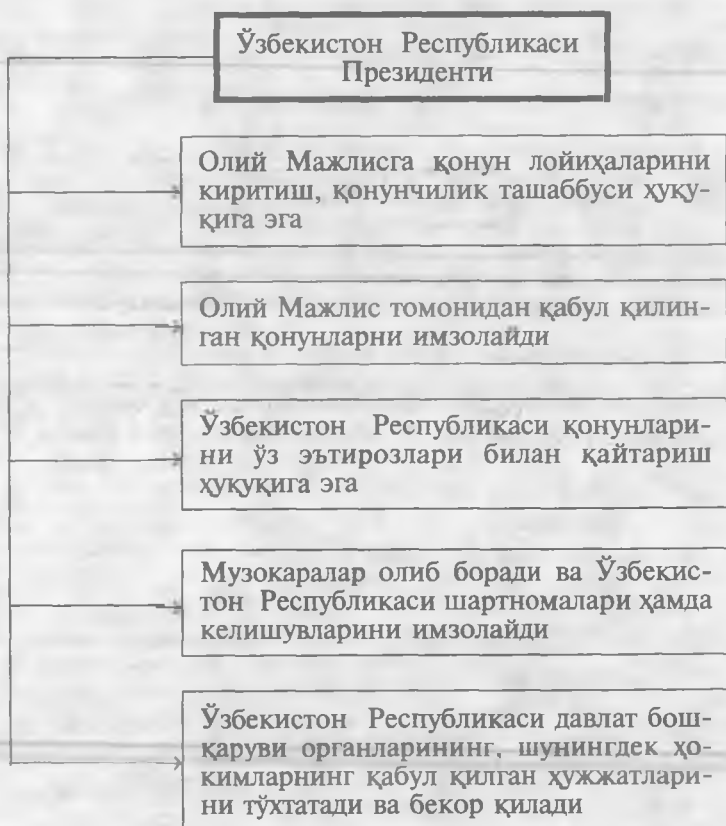 Ўзбекистон Республикаси
Президенти
Олий Мажлисга қонун лойиҳаларини
киритиш, қонунчилик ташаббуси ҳуқу-
қига эга
Олий Мажлис томонидан қабул қилин-
ган қонунларни имзолайди
Ўзбекистон Республикаси қонунлари-
ни ўз эътирозлари билан қайтариш
ҳуқуқига эга
Музокаралар олиб боради ва Ўзбекис-
тон Республикаси шартномалари ҳамда
келишувларини имзолайди
Ўзбекистон Республикаси давлат бош-
қаруви органларининг, шунингдек ҳо-
кимларнинг қабул қилган ҳужжатлари-
ни тўхтатади ва бекор қилади